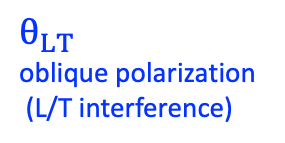 θLT
oblique polarization
(L/T interference)